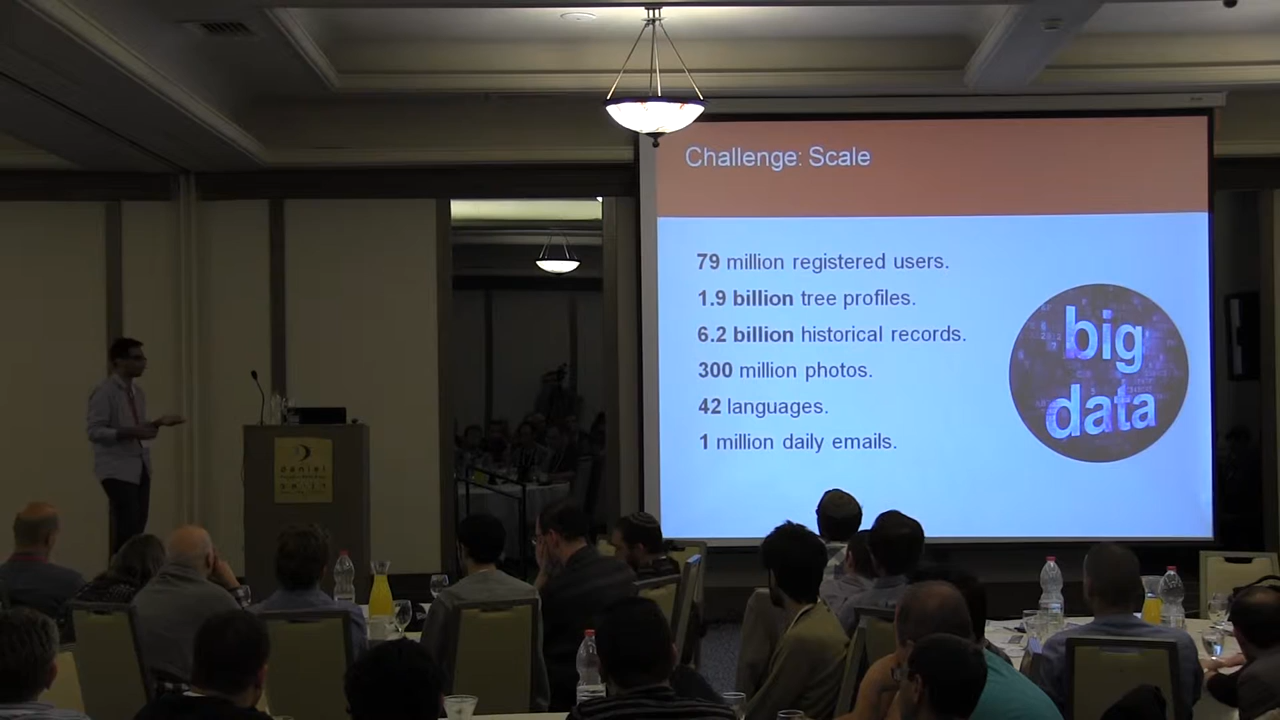 Challenge: Scale
79 million registered users.
1.9 billion tree profiles.
6.2 billion historical records.
300 million photos.
42 languages.
1 million daily emails.
big
data
daniel